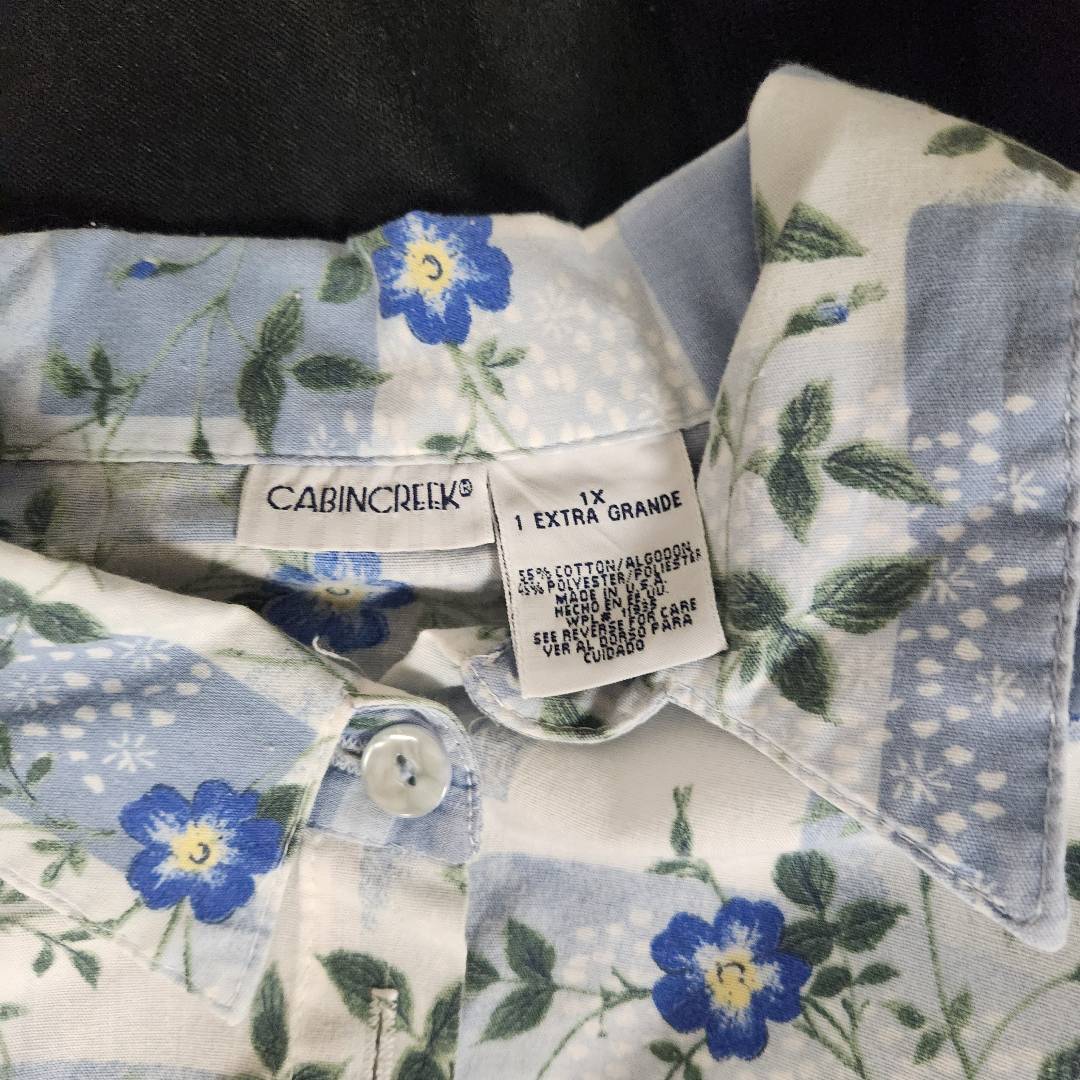 CABINCREEK®
1X
1 EXTRA GRANDE
55% COTTON/ALGODON
45% POLYESTER/POLIESTER
MADE IN U.S.A.
HECHO EN EE.UU.
WPL#
SEE REVERSE FOR CARE
VER AL DORSO PARA
CUIDADO